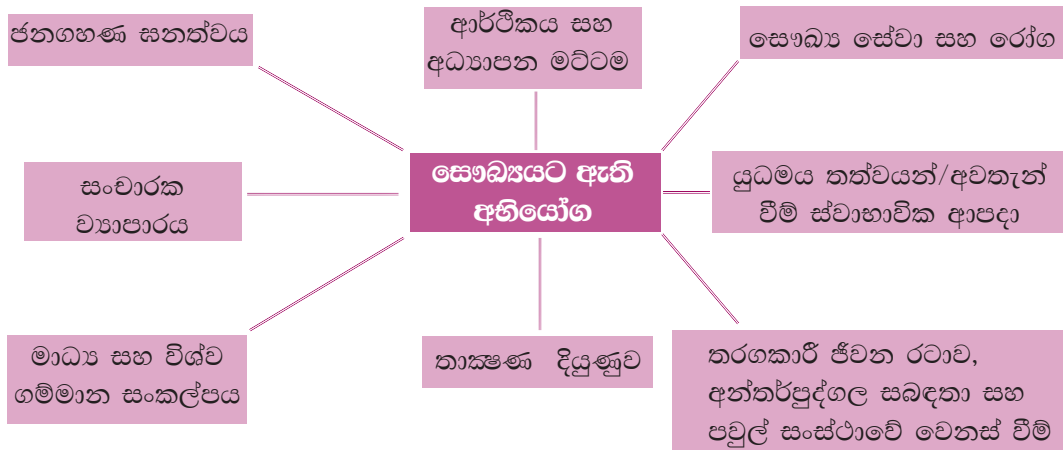 ජනගහණ ඝනත්වය
ආර්ථිකය සහ
අධ්‍යාපන මට්ටම
සෞඛ්‍ය සේවා සහ රෝග
සංචාරක
ව්‍යාපාරය
සෞඛ්‍යයට ඇති
අභියෝග
යුධමය තත්වයන්/අවතැන්
වීම් ස්වාභාවික ආපදා
මාධ්‍ය සහ විශ්ව
ගම්මාන සංකල්පය
තාක්‍ෂණ දියුණුව
තරගකාරී ජීවන රටාව,
අන්තර්පුද්ගල සබඳතා සහ
පවුල් සංස්ථාවේ වෙනස් වීම්